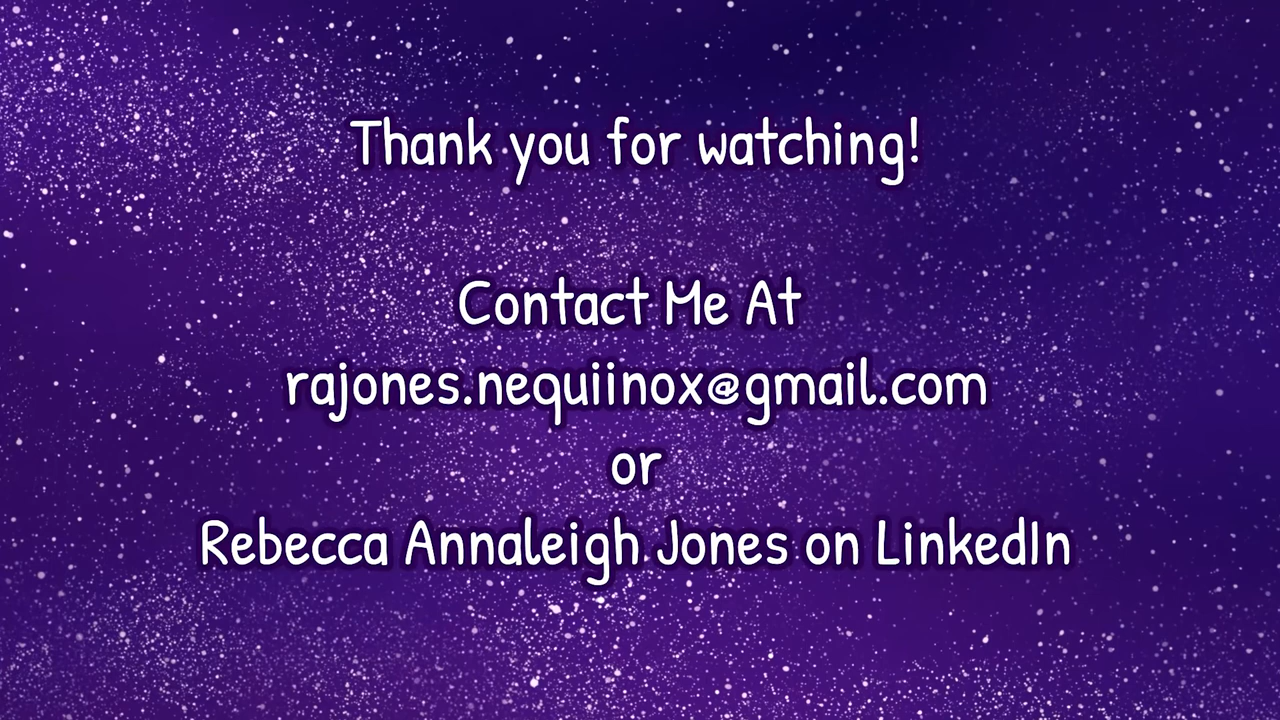 Thank you for watching!
Contact Me At
rajones.nequiinox@gmail.com
or
Rebecca Annaleigh Jones on LinkedIn